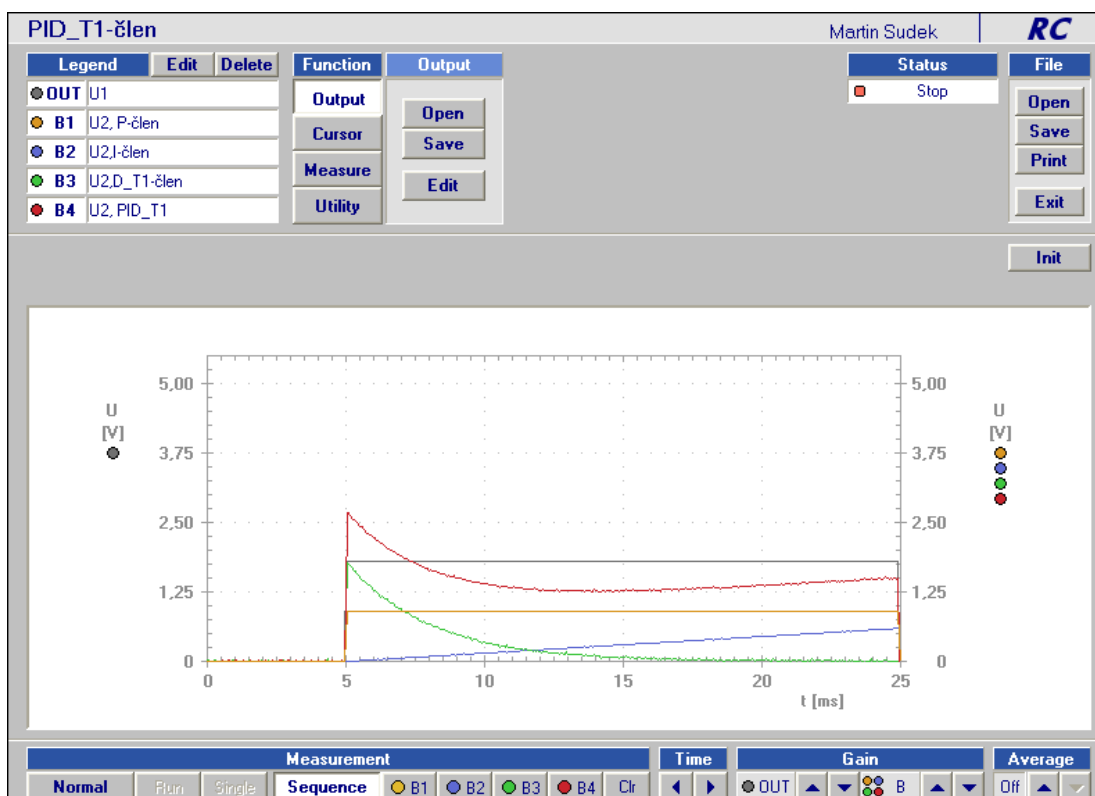 PID_T1-člen
Martin Sudek
RC
Legend Edit Delete
OUT U1
B1 U2, P-člen
B2 U2,I-člen
B3 U2,D_T1-člen
B4 U2, PID_T1
Function
Output
Cursor
Measure
Utility
Output
Open
Save
Edit
Status
Stop
File
Open
Save
Print
Exit
Init
U
[V]
5,00
3,75
2,50
1,25
0
0 5 10 15 20 25
t [ms]
5,00
3,75
2,50
1,25
0
U
[V]
Measurement
Normal Run Single Sequence B1 B2 B3 B4 Clr
Time
Gain
OUT B
Average
Off